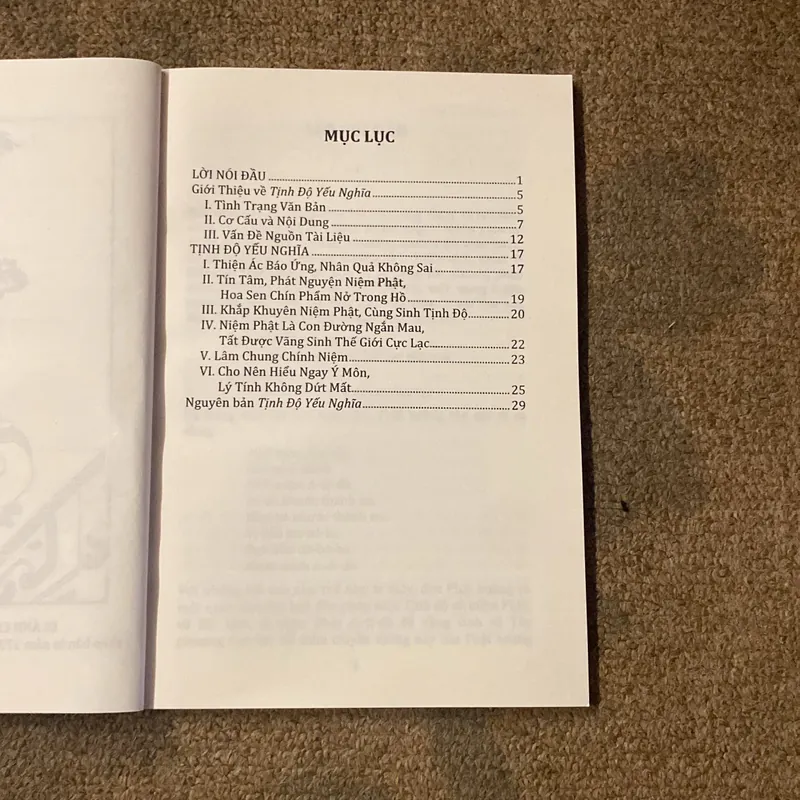 MỤC LỤC
LỜI NÓI ĐẦU 1
Giới Thiệu về Tịnh Độ Yếu Nghĩa 5
I. Tình Trạng Văn Bản 5
II. Cơ Cấu và Nội Dung 7
III. Vấn Đề Nguồn Tài Liệu 12
TỊNH ĐỘ YẾU NGHĨA 17
I. Thiện Ác Báo Ứng, Nhân Quả Không Sai 17
II. Tín Tâm, Phát Nguyện Niệm Phật,
Hoa Sen Chín Phẩm Nở Trong Hồ 19
III. Khắp Khuyên Niệm Phật, Cùng Sinh Tịnh Độ 20
IV. Niệm Phật Là Con Đường Ngắn Mau,
Tất Được Vãng Sinh Thế Giới Cực Lạc 22
V. Lâm Chung Chính Niệm 23
VI. Cho Nên Hiểu Ngay Ý Môn,
Lý Tính Không Dứt Mất 25
Nguyên bản Tịnh Độ Yếu Nghĩa 29